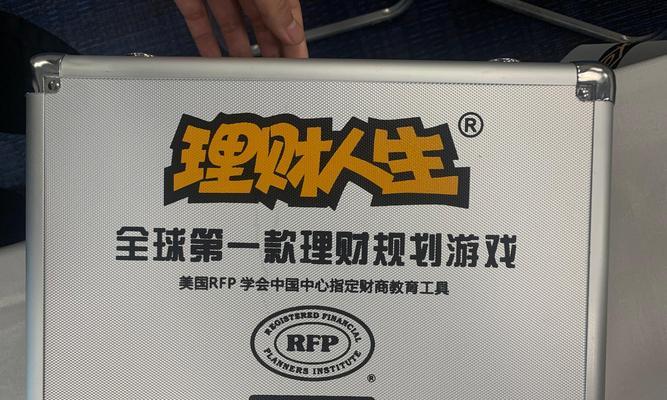 理财人生®
全球第一款理财规划游戏
美国RFP 学会中国中心指定财商教育工具
REGISTERED FINANCIAL
RFP
PLANNERS INSTITUTE
®